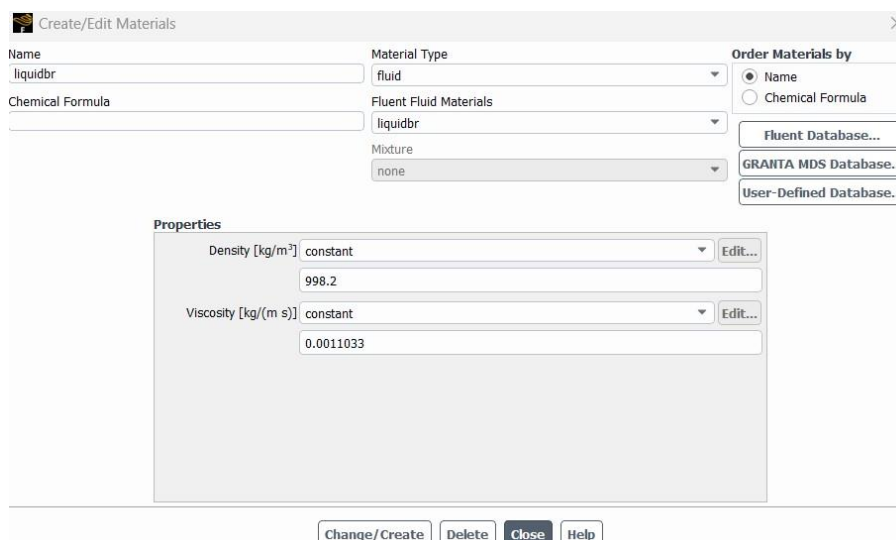 Create/Edit Materials
Name
liquidbr
Chemical Formula
Material Type
fluid
Fluent Fluid Materials
liquidbr
Mixture
none
Order Materials by
Name
Chemical Formula
Fluent Database...
GRANTA MDS Database.
User-Defined Database.
Properties
Density [kg/m³] constant Edit...
998.2
Viscosity [kg/(m s)] constant Edit...
0.0011033
Change/Create Delete Close Help